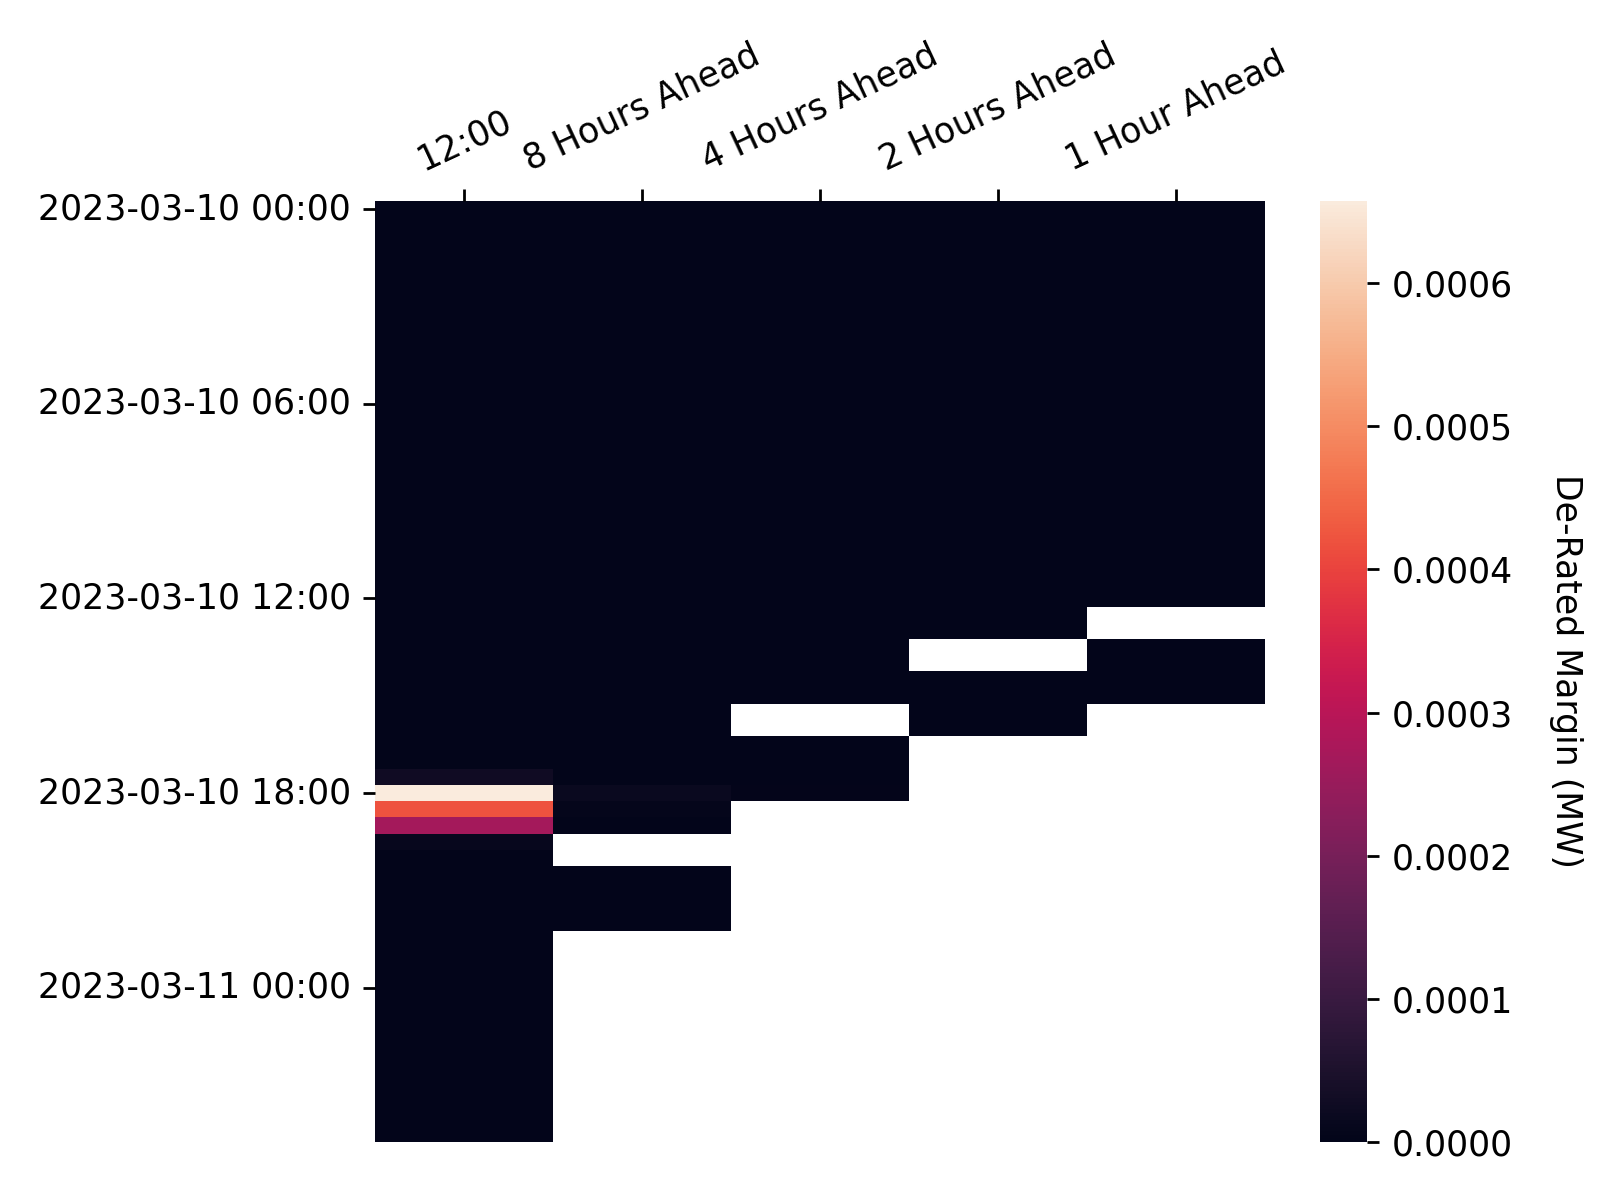 12:00
8 Hours Ahead
4 Hours Ahead
2 Hours Ahead
1 Hour Ahead
2023-03-10 00:00
2023-03-10 06:00
2023-03-10 12:00
2023-03-10 18:00
2023-03-11 00:00
0.0006
0.0005
0.0004
0.0003
0.0002
0.0001
0.0000
De-Rated Margin (MW)